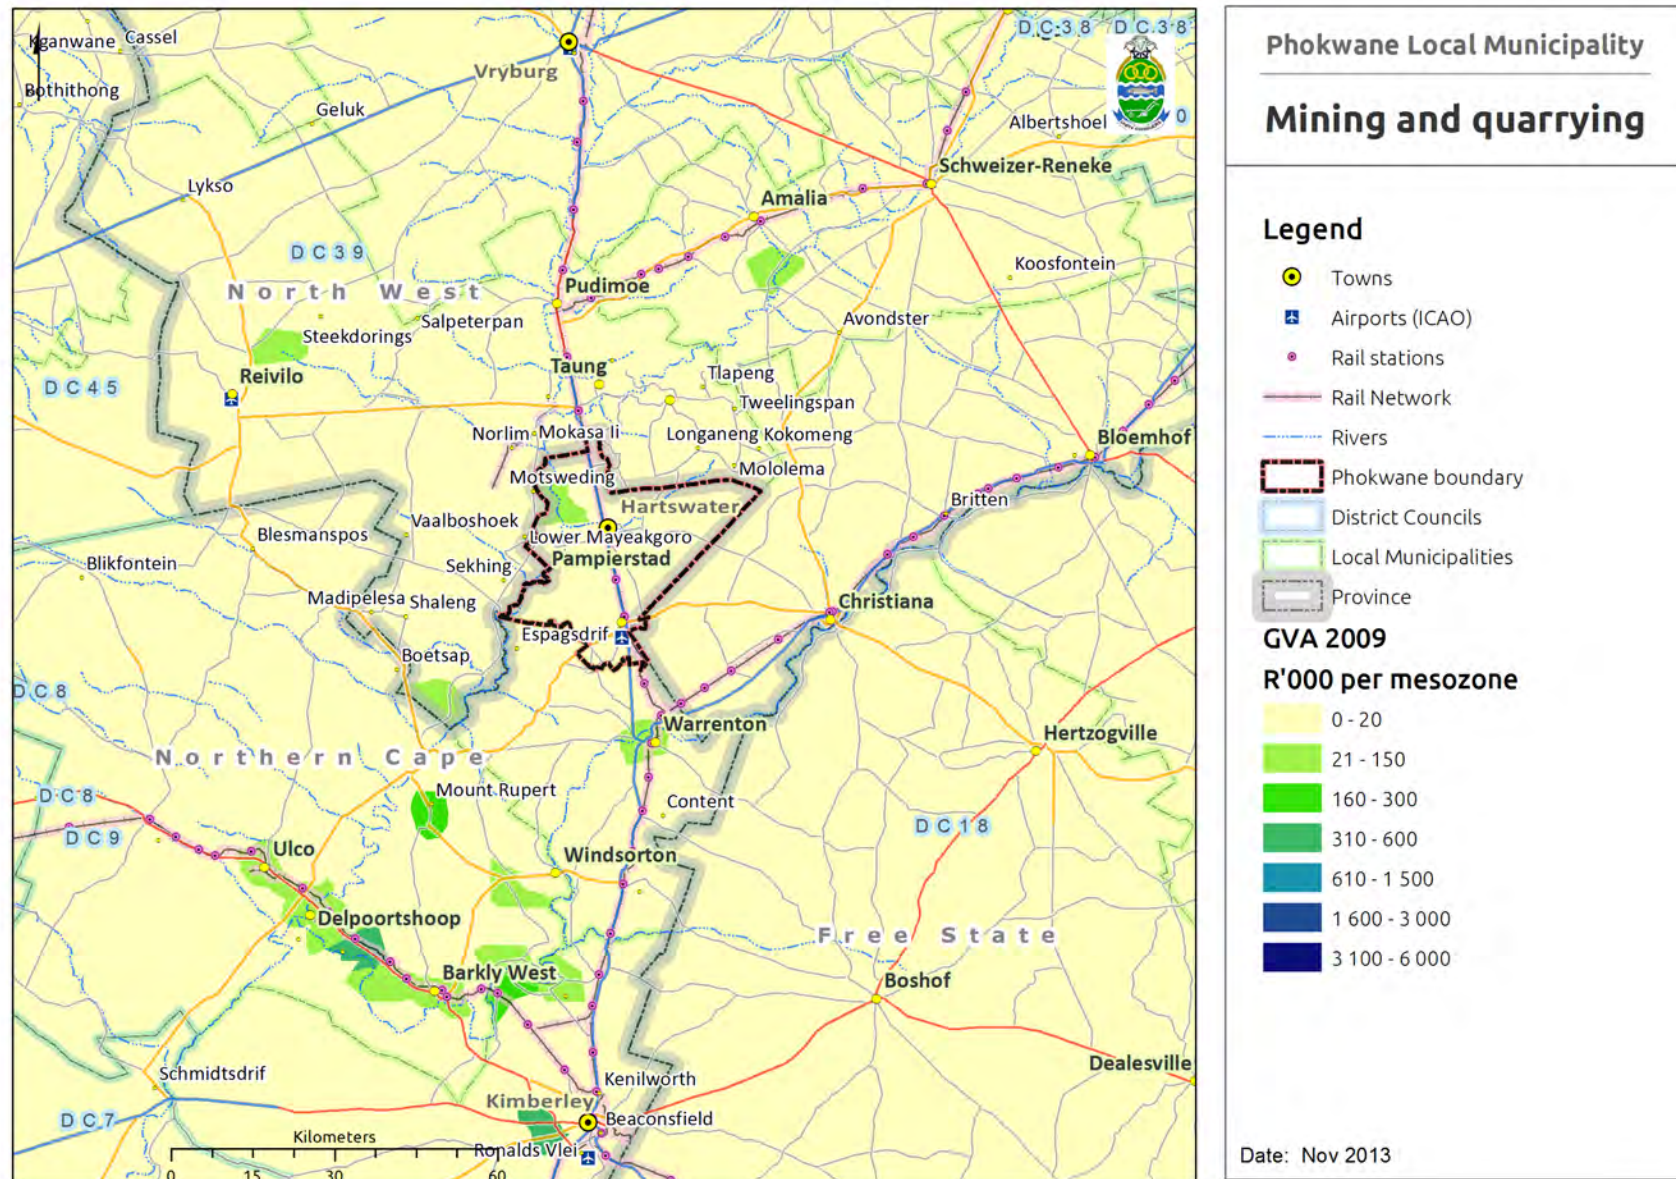 DC38 DC38
Kganwane
Cassel
Vryburg
Bothithong
Geluk
Albertshoel
0
Schweizer-Reneke
Lykso
Amalia
DC39
Koosfontein
North West
Pudimoe
Salpeterpan
Avondster
Steekdorings
Taung
Tlapeng
DC45
Reivilo
Tweelingspan
Norlim
Mokasa Ii
Longaneng
Kokomeng
Bloemhof
Mololema
Motsweding
Britten
Hartswater
Vaalboshoek
Blesmanspos
Lower Mayeakgoro
Pampierstad
Blikfontein
Sekhing
Madipelesa
Shaleng
Christiana
Espagsdrif
Boetsap
DC8
Warrenton
Hertzogville
Northern Cape
Mount Rupert
DC8
Content
DC18
DC9
Ulco
Windsorton
Delpoortshoop
Free State
Barkly West
Boshof
Dealesville
Schmidtsdrif
Kenilworth
Kimberley
DC7
Beaconsfield
Kilometers
Ronalds Vlei
0 15 30 60
Phokwane Local Municipality
Mining and quarrying
Legend
Towns
Airports (ICAO)
Rail stations
Rail Network
Rivers
Phokwane boundary
District Councils
Local Municipalities
Province
GVA 2009
R'000 per mesozone
0 - 20
21 - 150
160 - 300
310 - 600
610 - 1 500
1 600 - 3 000
3 100 - 6 000
Date: Nov 2013